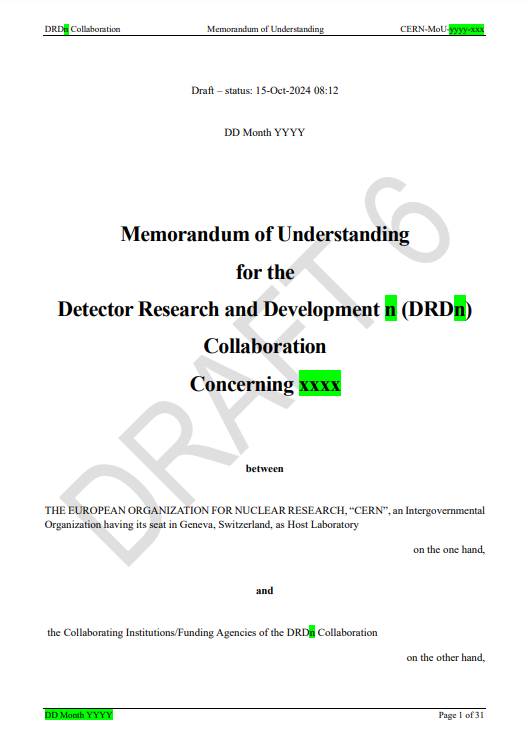 DRDn Collaboration Memorandum of Understanding CERN-MoU-yyyy-xxx
Draft – status: 15-Oct-2024 08:12
DD Month YYYY
DRAFT 6
Memorandum of Understanding
for the
Detector Research and Development n (DRDn)
Collaboration
Concerning xxxx
between
THE EUROPEAN ORGANIZATION FOR NUCLEAR RESEARCH, “CERN”, an Intergovernmental
Organization having its seat in Geneva, Switzerland, as Host Laboratory
on the one hand,
and
the Collaborating Institutions/Funding Agencies of the DRDn Collaboration
on the other hand,
DD Month YYYY Page 1 of 31